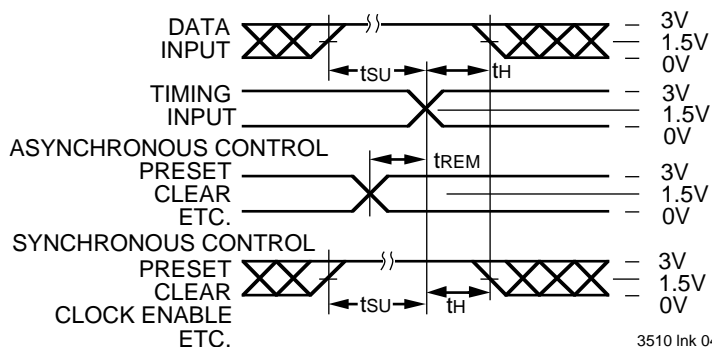 DATA
INPUT
3V
1.5V
0V
tSU
tH
TIMING
INPUT
3V
1.5V
0V
ASYNCHRONOUS CONTROL
tREM
PRESET
CLEAR
ETC.
3V
1.5V
0V
SYNCHRONOUS CONTROL
PRESET
CLEAR
CLOCK ENABLE
ETC.
3V
1.5V
0V
tSU
tH
3510 lnk 04